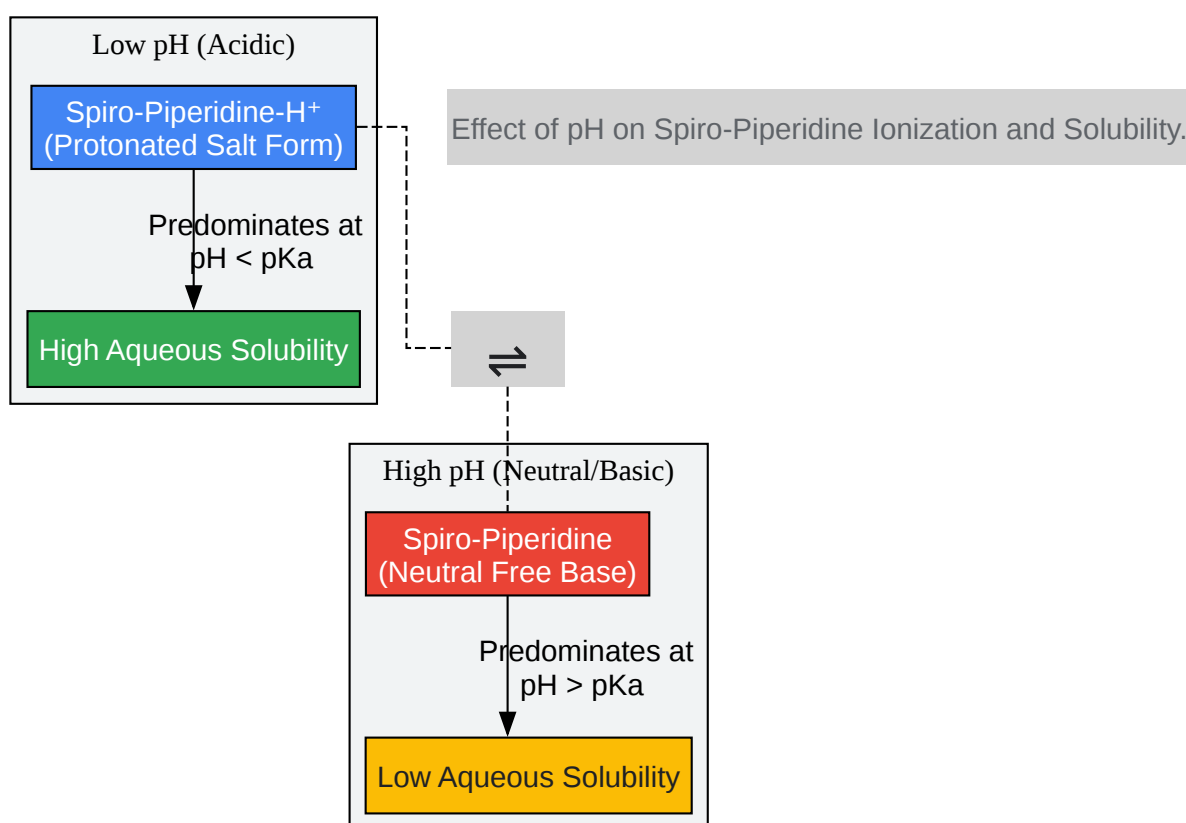 Low pH (Acidic)
Spiro-Piperidine-H⁺
(Protonated Salt Form)
Effect of pH on Spiro-Piperidine Ionization and Solubility.
Predominates at
pH < pKa
High Aqueous Solubility
⇌
High pH (Neutral/Basic)
Spiro-Piperidine
(Neutral Free Base)
Predominates at
pH > pKa
Low Aqueous Solubility